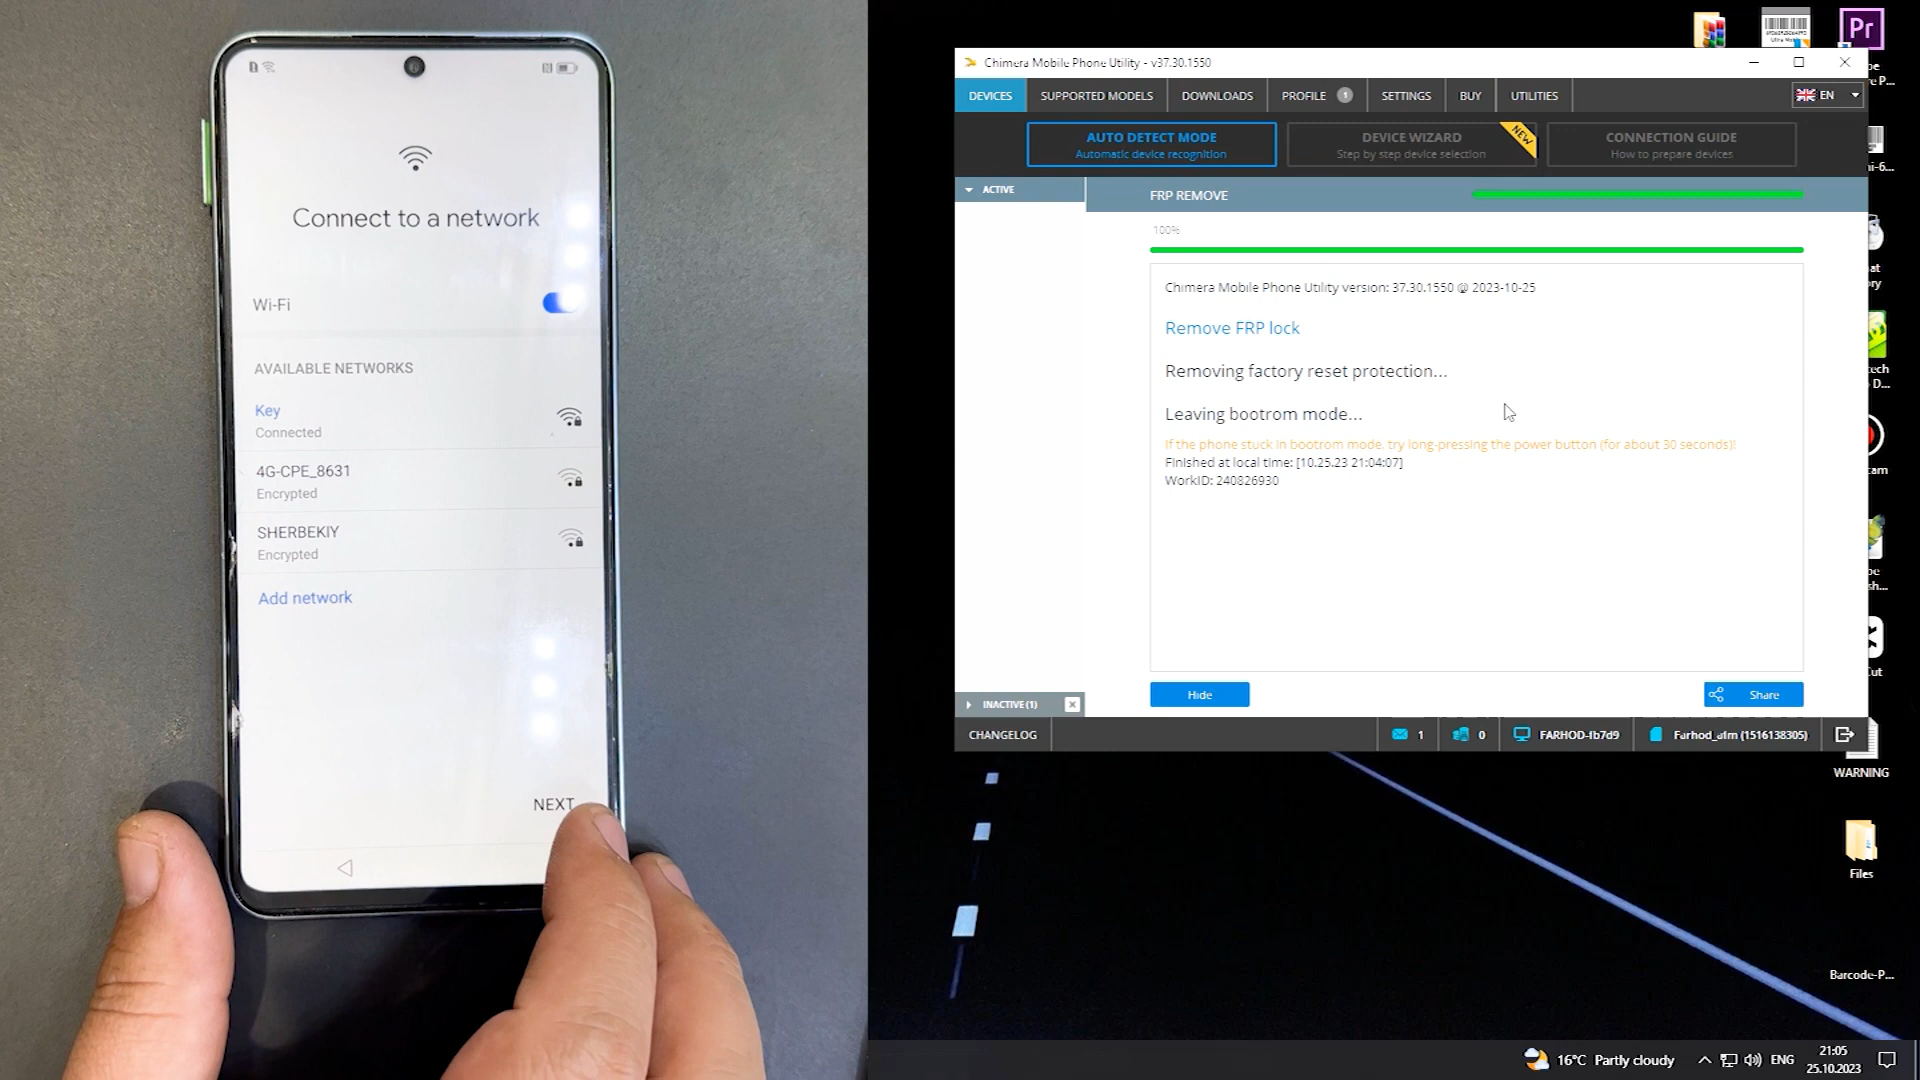 Connect to a network
Wi-Fi
AVAILABLE NETWORKS
Key
Connected
4G-CPE_8631
Encrypted
SHERBEKIY
Encrypted
Add network
NEXT
Chimera Mobile Phone Utility - v37.30.1550
DEVICES
SUPPORTED MODELS
DOWNLOADS
PROFILE 1
SETTINGS
BUY
UTILITIES
EN
AUTO DETECT MODE
Automatic device recognition
DEVICE WIZARD
Step by step device selection
NEW
CONNECTION GUIDE
How to prepare devices
ACTIVE
FRP REMOVE
100%
Chimera Mobile Phone Utility version: 37.30.1550 @ 2023-10-25
Remove FRP lock
Removing factory reset protection...
Leaving bootrom mode...
If the phone stuck in bootrom mode, try long-pressing the power button (for about 30 seconds)!
Finished at local time: [10.25.23 21:04:07]
WorkID: 240826930
Hide
Share
INACTIVE (1)
CHANGELOG
1
0
FARHOD-fb7d9
Farhod_afm (1516138305)
Pr
WARNING
Files
Barcode-P...
16°C Partly cloudy
ENG
21:05
25.10.2023